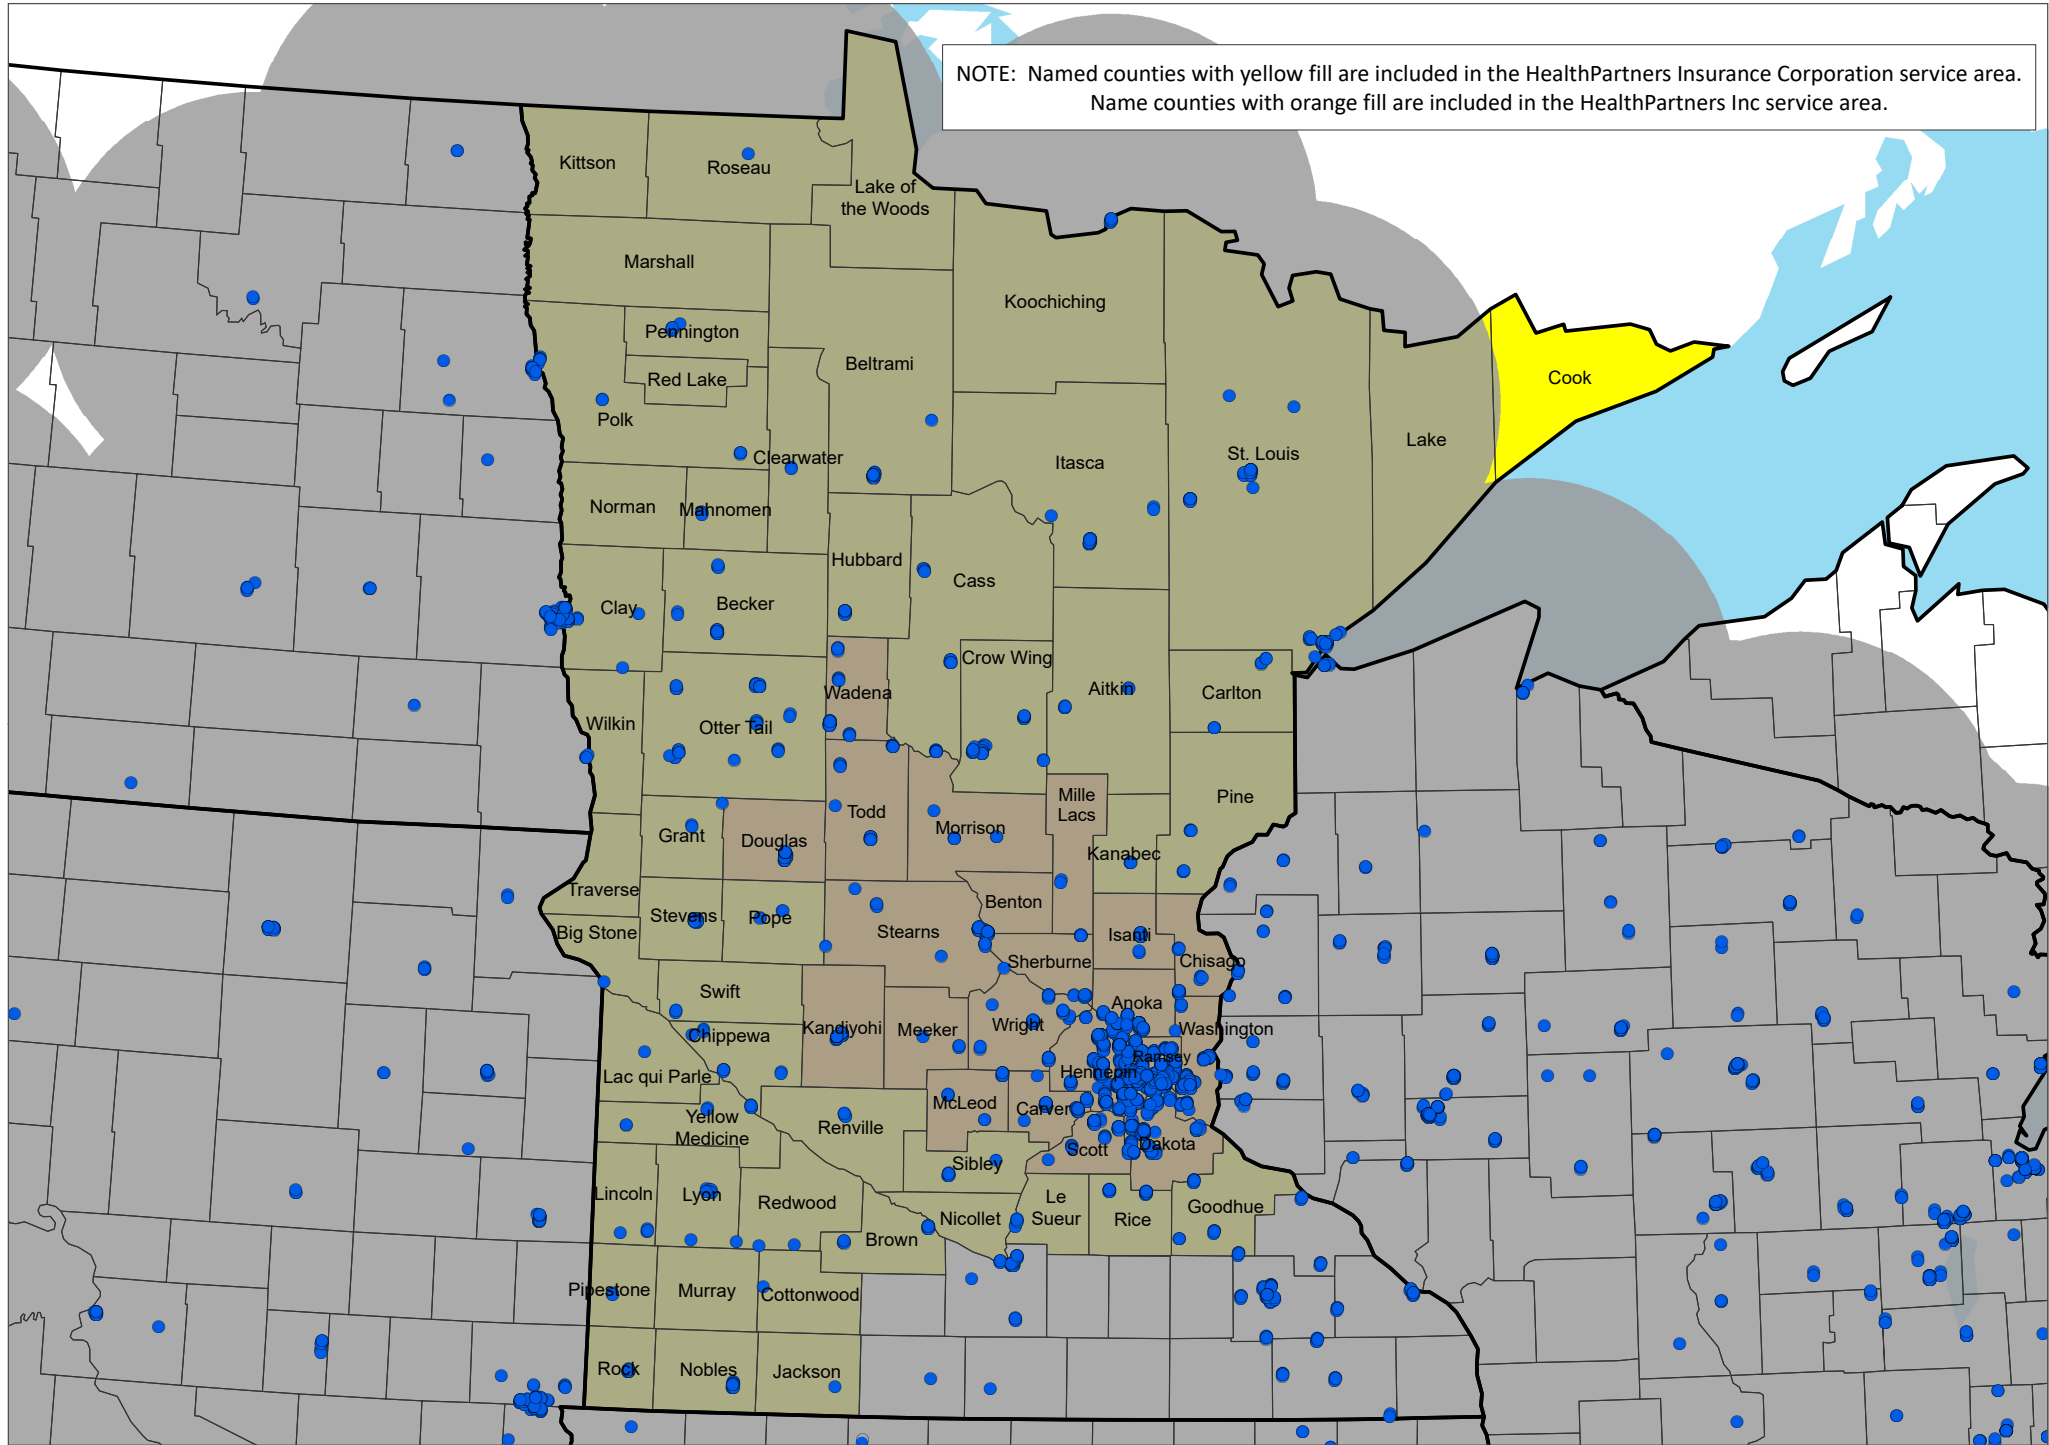 NOTE: Named counties with yellow fill are included in the HealthPartners Insurance Corporation service area.
Name counties with orange fill are included in the HealthPartners Inc service area.
Kittson
Roseau
Lake of
the Woods
Marshall
Koochiching
Pennington
Beltrami
Red Lake
Cook
Polk
Lake
Clearwater
Itasca
St. Louis
Norman
Mahnomen
Hubbard
Cass
Clay
Becker
Crow Wing
Wadena
Aitkin
Carlton
Wilkin
Otter Tail
Mille
Lacs
Pine
Todd
Morrison
Grant
Douglas
Kanabec
Traverse
Benton
Stevens
Pope
Stearns
Big Stone
Isanti
Sherburne
Chisago
Swift
Anoka
Kandiyohi
Meeker
Wright
Washington
Chippewa
Ramsey
Hennepin
Lac qui Parle
McLeod
Carver
Yellow
Medicine
Renville
Scott
Dakota
Sibley
Lincoln
Lyon
Redwood
Le
Sueur
Goodhue
Nicollet
Rice
Brown
Pipestone
Murray
Cottonwood
Rock
Nobles
Jackson